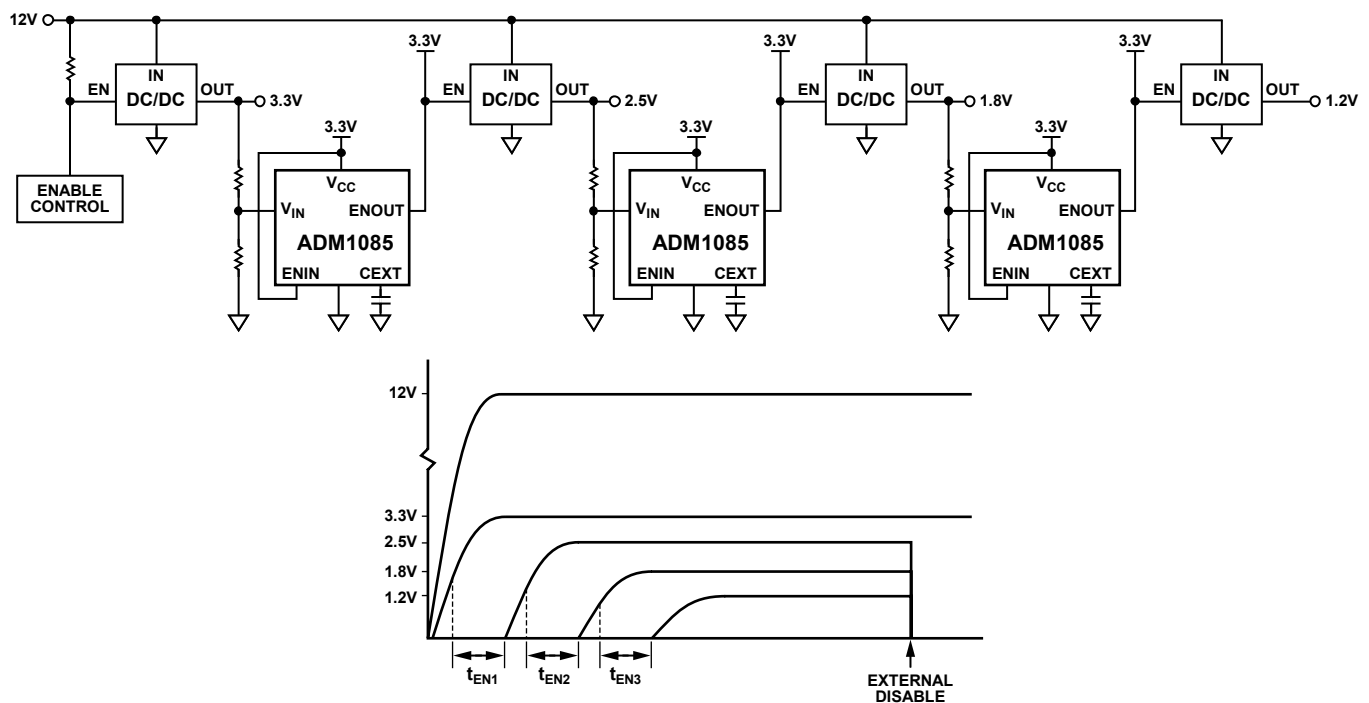 12V
3.3V 3.3V 3.3V
IN IN IN IN
EN DC/DC OUT 3.3V EN DC/DC OUT 2.5V EN DC/DC OUT 1.8V EN DC/DC OUT 1.2V
3.3V 3.3V 3.3V
ENABLE
CONTROL
VCC VCC VCC
VIN ENOUT VIN ENOUT VIN ENOUT
ADM1085 ADM1085 ADM1085
ENIN CEXT ENIN CEXT ENIN CEXT
12V
3.3V
2.5V
1.8V
1.2V
tEN1 tEN2 tEN3
EXTERNAL
DISABLE